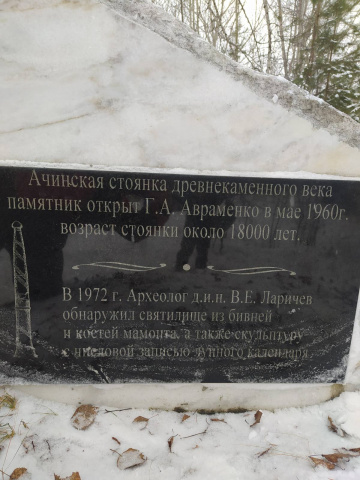 Ачинская стоянка древнекаменного века
памятник открыт Г.А. Авраменко в мае 1960г.
возраст стоянки около 18000 лет.
В 1972 г. Археолог д.и.н. В.Е. Ларичев
обнаружил святилище из бивней
и костей мамонта, а также скульптуру
с числовой записью лунного календаря.